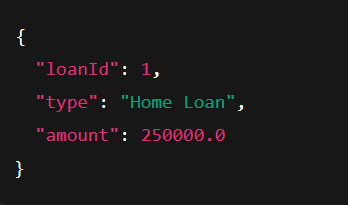 {
  "loanId": 1,
  "type": "Home Loan",
  "amount": 250000.0
}